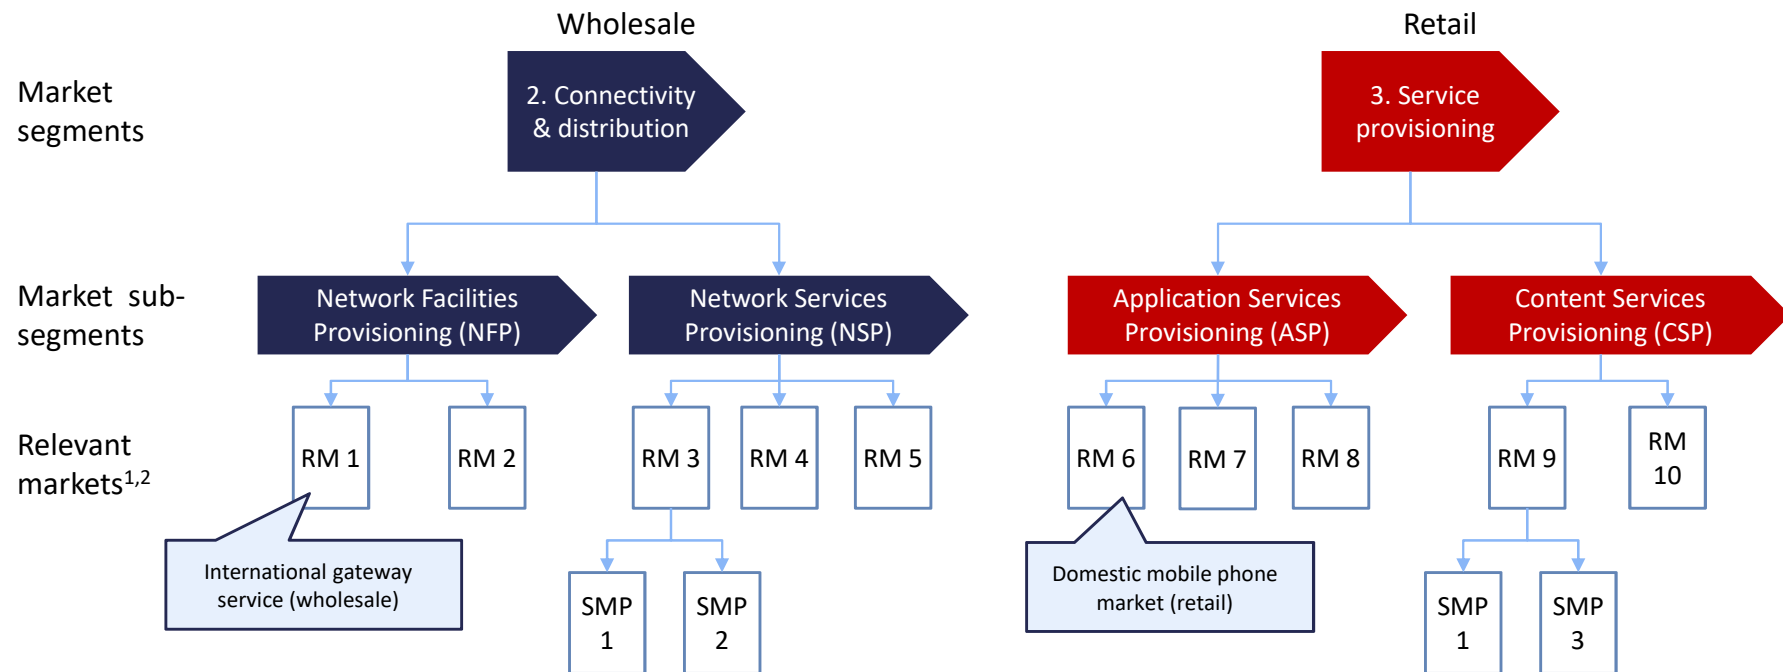 Wholesale
Retail
Market
segments
2. Connectivity
& distribution
3. Service
provisioning
Market sub-
segments
Network Facilities
Provisioning (NFP)
Network Services
Provisioning (NSP)
Application Services
Provisioning (ASP)
Content Services
Provisioning (CSP)
Relevant
markets1,2
RM 1
RM 2
RM 3
RM 4
RM 5
RM 6
RM 7
RM 8
RM 9
RM
10
International gateway
service (wholesale)
Domestic mobile phone
market (retail)
SMP
1
SMP
2
SMP
1
SMP
3